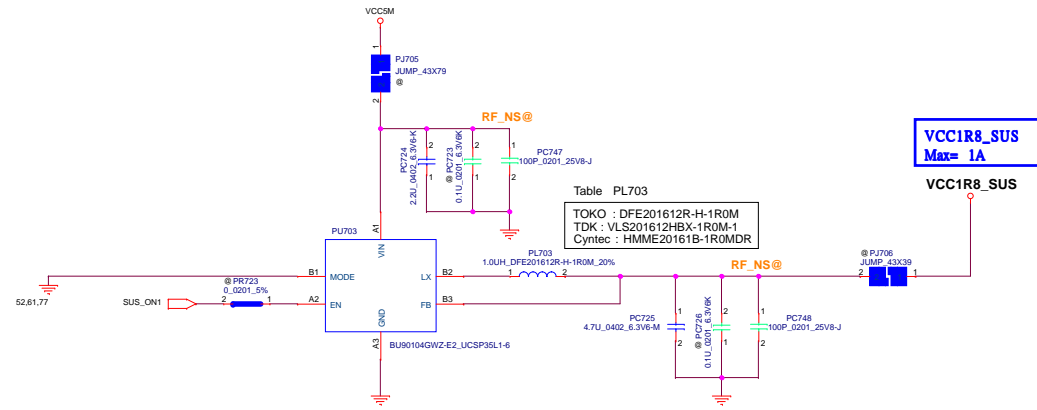 VCC5M
1
PJ705
JUMP_43X79
@
2
RF_NS@
PC724
2.2U_0402_6.3V6-K
2
1
@ PC723
0.1U_0201_6.3V6K
2
1
PC747
100P_0201_25V8-J
1
2
VCC1R8_SUS
Max= 1A
VCC1R8_SUS
Table PL703
TOKO : DFE201612R-H-1R0M
TDK : VLS201612HBX-1R0M-1
Cyntec : HMME20161B-1R0MDR
PU703
A1
VIN
B1
MODE
LX
B2
A2
EN
FB
B3
GND
A3
BU90104GWZ-E2_UCSP35L1-6
PL703
1.0UH_DFE201612R-H-1R0M_20%
1
2
52,61,77
SUS_ON1
@ PR723
0_0201_5%
2
1
RF_NS@
PC725
4.7U_0402_6.3V6-M
1
2
@ PC726
0.1U_0201_6.3V6K
2
1
PC748
100P_0201_25V8-J
1
2
@ PJ706
JUMP_43X39
2
1